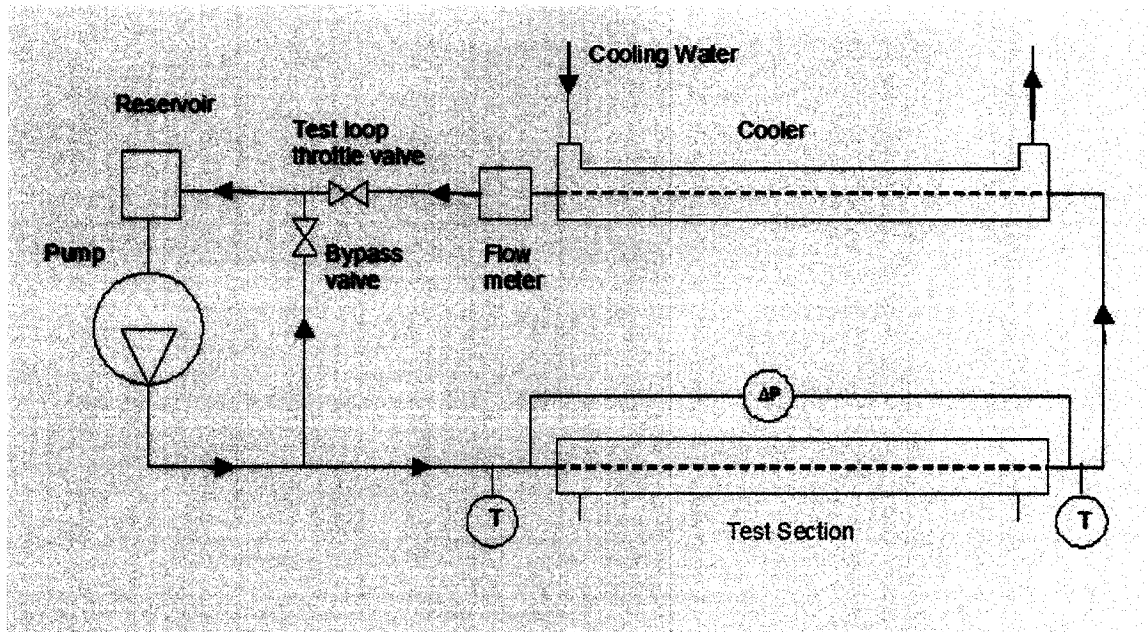 Cooling Water
Reservoir
Test loop
throttle valve
Cooler
Pump
Bypass
valve
Flow
meter
ΔP
T
T
Test Section